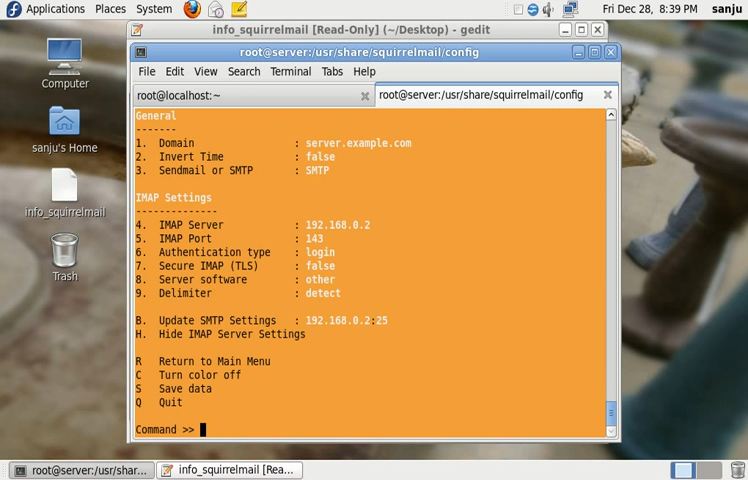 Applications Places System
Fri Dec 28, 8:39 PM sanju
info_squirrelmail [Read-Only] (~/Desktop) - gedit
root@server:/usr/share/squirrelmail/config
File Edit View Search Terminal Tabs Help
root@localhost:~
root@server:/usr/share/squirrelmail/config
Computer
sanju's Home
info_squirrelmail
Trash
General
-------
1. Domain : server.example.com
2. Invert Time : false
3. Sendmail or SMTP : SMTP
IMAP Settings
--------------
4. IMAP Server : 192.168.0.2
5. IMAP Port : 143
6. Authentication type : login
7. Secure IMAP (TLS) : false
8. Server software : other
9. Delimiter : detect
B. Update SMTP Settings : 192.168.0.2:25
H. Hide IMAP Server Settings
R Return to Main Menu
C Turn color off
S Save data
Q Quit
Command >>
root@server:/usr/shar...
info_squirrelmail [Rea...